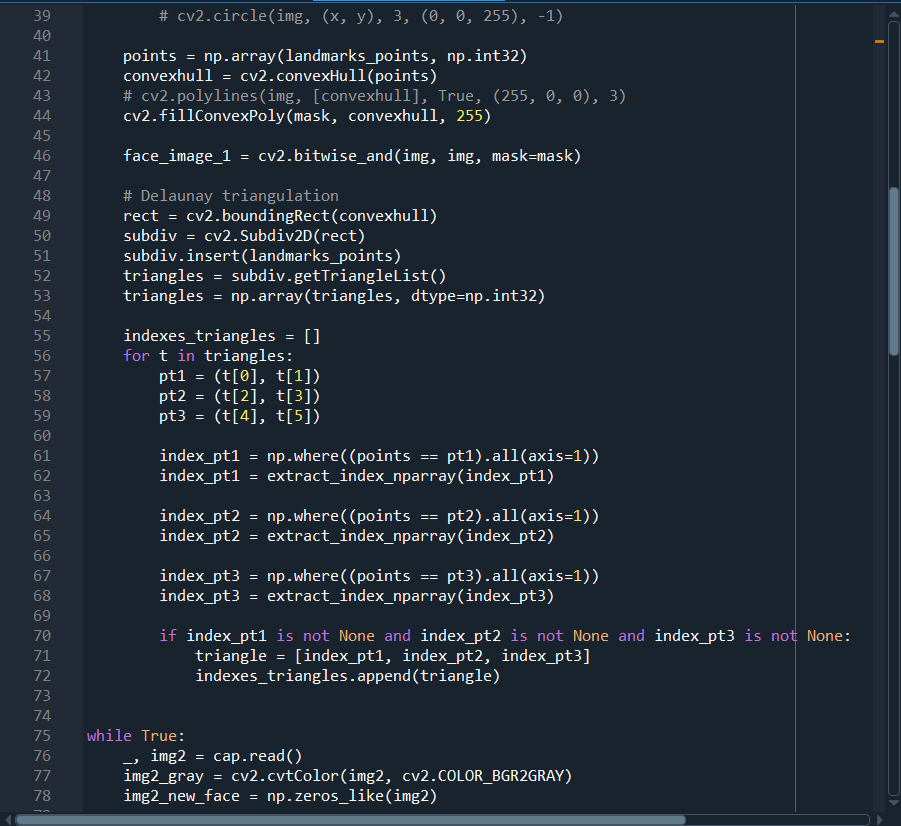 39 # cv2.circle(img, (x, y), 3, (0, 0, 255), -1)
40
41 points = np.array(landmarks_points, np.int32)
42 convexhull = cv2.convexHull(points)
43 # cv2.polylines(img, [convexhull], True, (255, 0, 0), 3)
44 cv2.fillConvexPoly(mask, convexhull, 255)
45
46 face_image_1 = cv2.bitwise_and(img, img, mask=mask)
47
48 # Delaunay triangulation
49 rect = cv2.boundingRect(convexhull)
50 subdiv = cv2.Subdiv2D(rect)
51 subdiv.insert(landmarks_points)
52 triangles = subdiv.getTriangleList()
53 triangles = np.array(triangles, dtype=np.int32)
54
55 indexes_triangles = []
56 for t in triangles:
57 pt1 = (t[0], t[1])
58 pt2 = (t[2], t[3])
59 pt3 = (t[4], t[5])
60
61 index_pt1 = np.where((points == pt1).all(axis=1))
62 index_pt1 = extract_index_nparray(index_pt1)
63
64 index_pt2 = np.where((points == pt2).all(axis=1))
65 index_pt2 = extract_index_nparray(index_pt2)
66
67 index_pt3 = np.where((points == pt3).all(axis=1))
68 index_pt3 = extract_index_nparray(index_pt3)
69
70 if index_pt1 is not None and index_pt2 is not None and index_pt3 is not None:
71 triangle = [index_pt1, index_pt2, index_pt3]
72 indexes_triangles.append(triangle)
73
74
75 while True:
76 _, img2 = cap.read()
77 img2_gray = cv2.cvtColor(img2, cv2.COLOR_BGR2GRAY)
78 img2_new_face = np.zeros_like(img2)